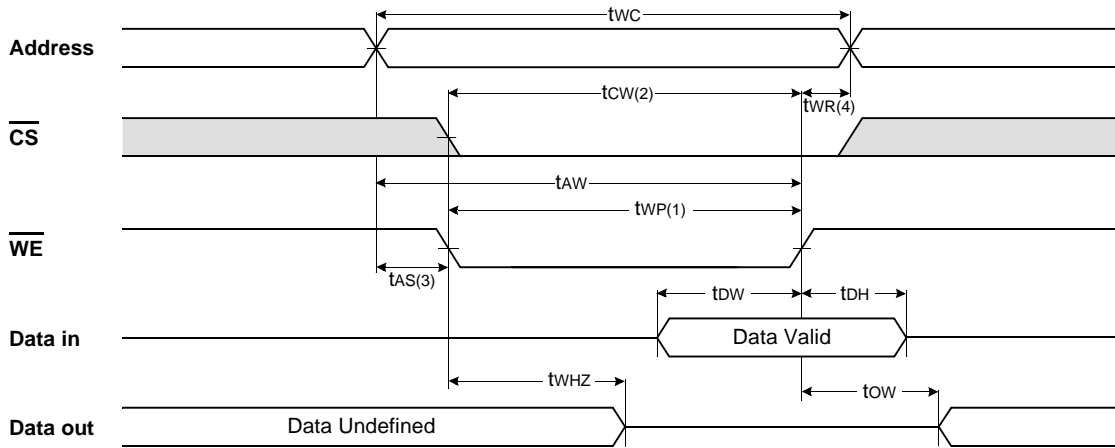 tWC
Address
tCW(2)
tWR(4)
CS
tAW
tWP(1)
WE
tAS(3)
tDW
tDH
Data in
Data Valid
tWHZ
tOW
Data out
Data Undefined